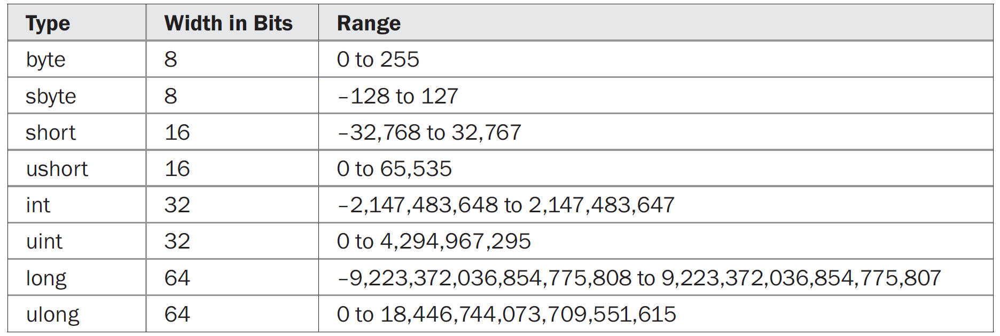 Type Width in Bits Range
byte 8 0 to 255
sbyte 8 –128 to 127
short 16 –32,768 to 32,767
ushort 16 0 to 65,535
int 32 –2,147,483,648 to 2,147,483,647
uint 32 0 to 4,294,967,295
long 64 –9,223,372,036,854,775,808 to 9,223,372,036,854,775,807
ulong 64 0 to 18,446,744,073,709,551,615